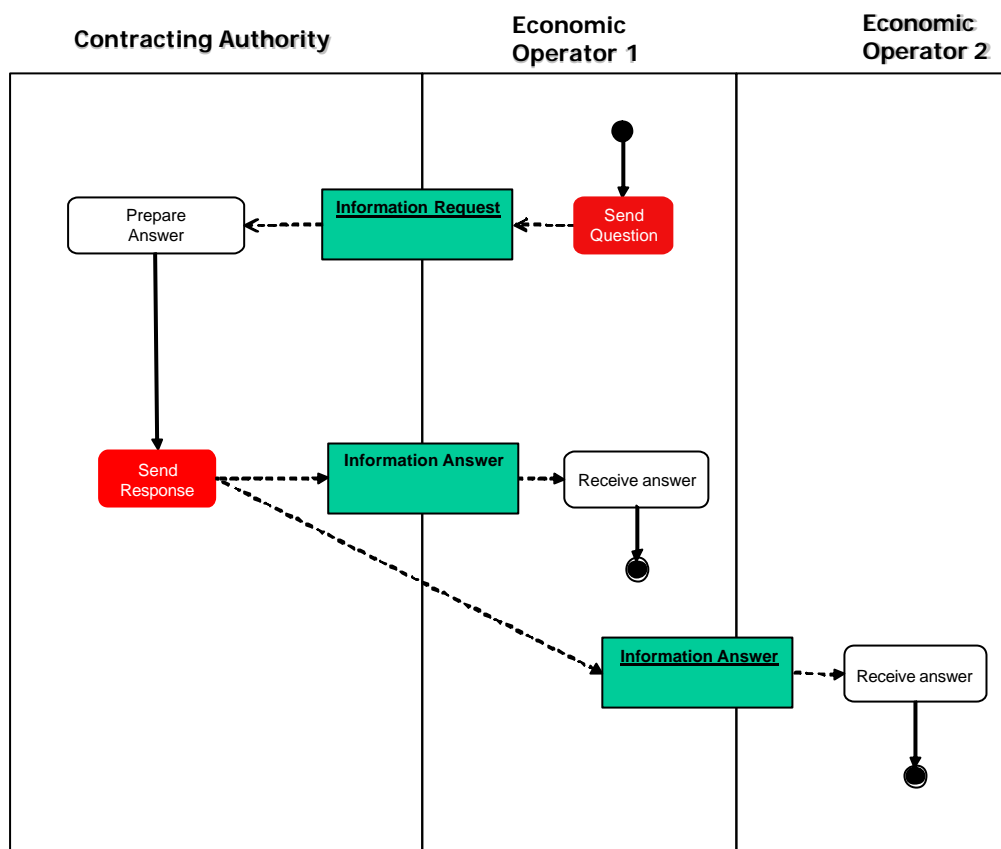 Contracting Authority
Economic
Operator 1
Economic
Operator 2
Prepare
Answer
Information Request
Send
Question
Send
Response
Information Answer
Receive answer
Information Answer
Receive answer